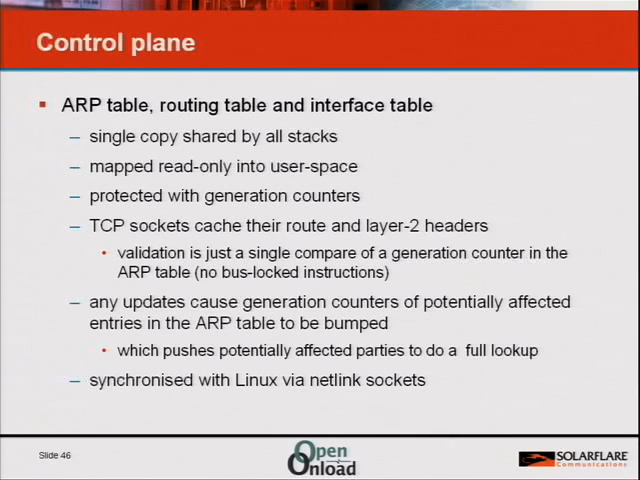 Control plane
ARP table, routing table and interface table
– single copy shared by all stacks
– mapped read-only into user-space
– protected with generation counters
– TCP sockets cache their route and layer-2 headers
• validation is just a single compare of a generation counter in the
ARP table (no bus-locked instructions)
– any updates cause generation counters of potentially affected
entries in the ARP table to be bumped
• which pushes potentially affected parties to do a full lookup
– synchronised with Linux via netlink sockets
Slide 46
Open
Onload
SOLARFLARE
Communications